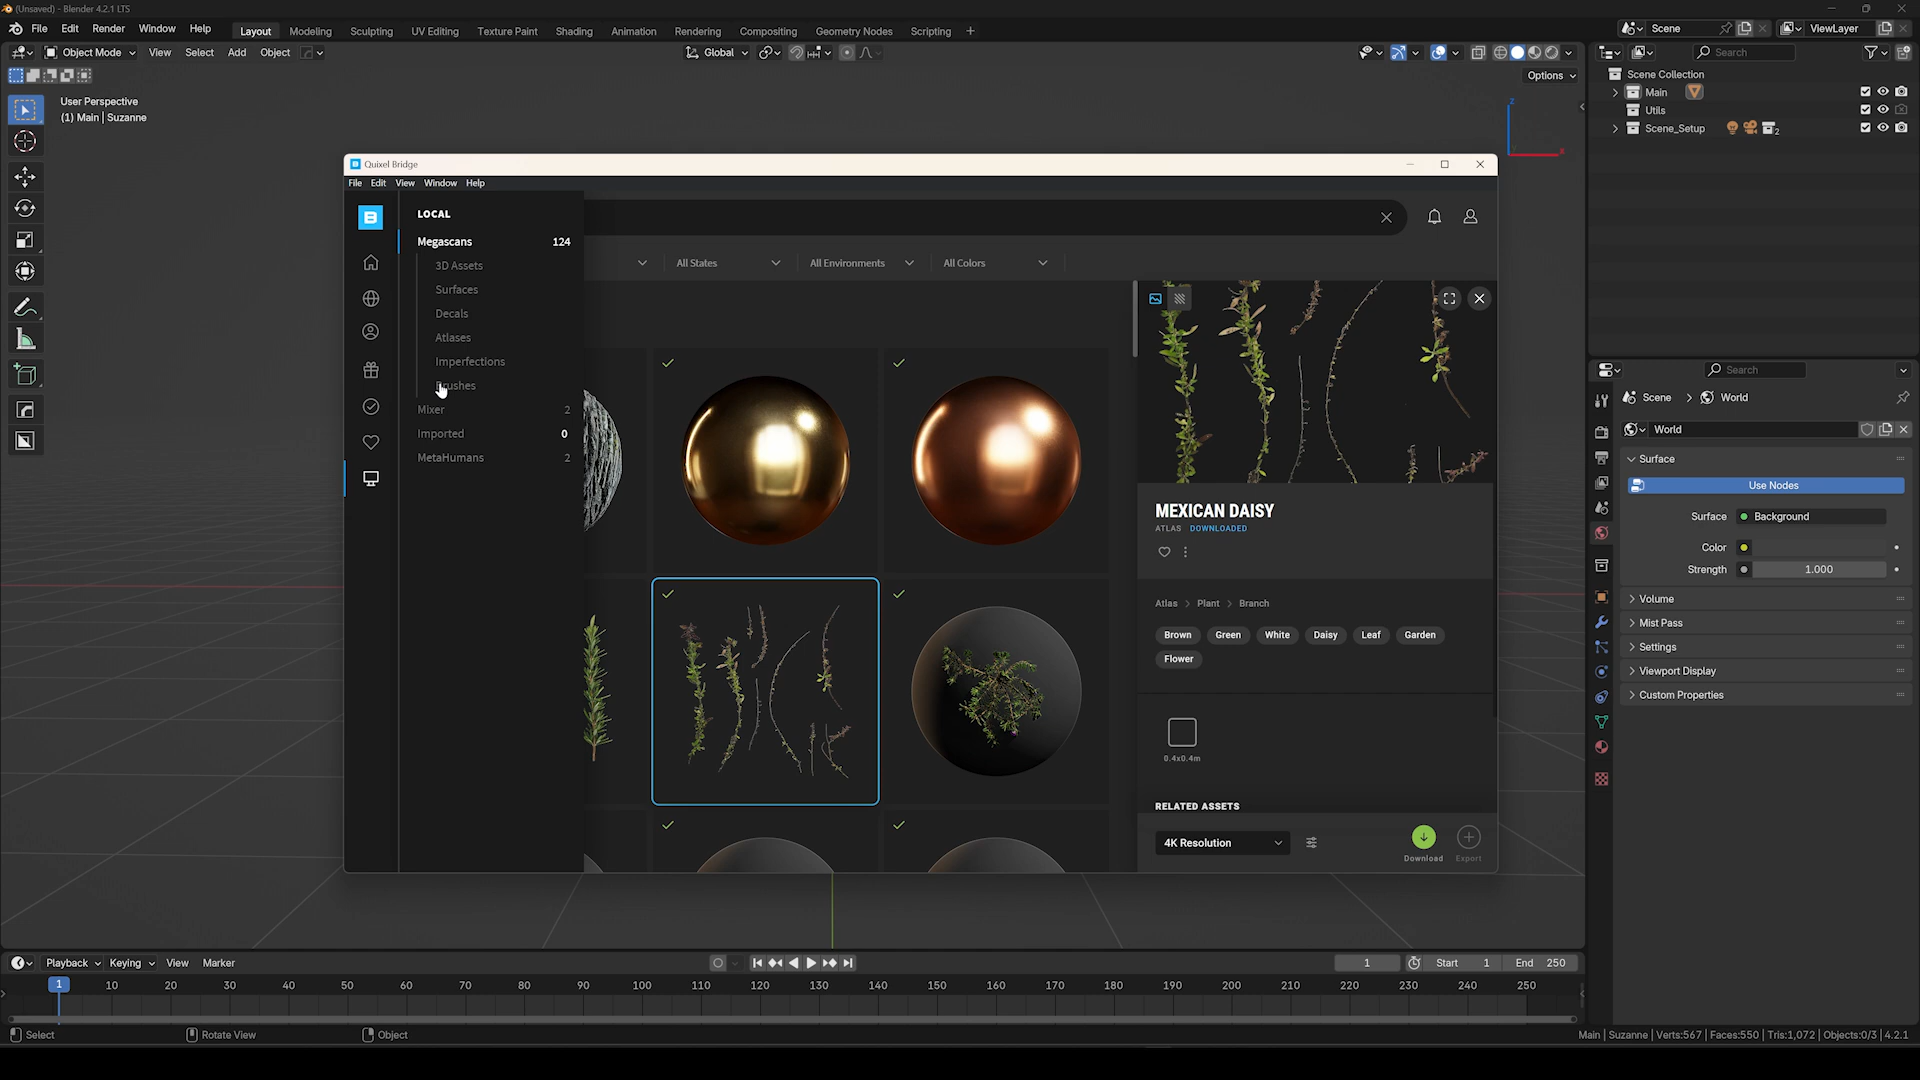 (Unsaved) - Blender 4.2.1 LTS
File Edit Render Window Help Layout Modeling Sculpting UV Editing Texture Paint Shading Animation Rendering Compositing Geometry Nodes Scripting + Scene ViewLayer
Object Mode View Select Add Object Global Search
Options
User Perspective
(1) Main | Suzanne
Scene Collection
Main
Utils
Scene_Setup 2
Z
X
Quixel Bridge
File Edit View Window Help
LOCAL
Megascans 124
3D Assets
Surfaces
Decals
Atlases
Imperfections
Brushes
Mixer 2
Imported 0
MetaHumans 2
All States All Environments All Colors
MEXICAN DAISY
ATLAS DOWNLOADED
Atlas > Plant > Branch
Brown Green White Daisy Leaf Garden
Flower
0.4x0.4m
RELATED ASSETS
4K Resolution
Download Export
Search
Scene > World
World
Surface
Use Nodes
Surface Background
Color
Strength 1.000
Volume
Mist Pass
Settings
Viewport Display
Custom Properties
Playback Keying View Marker 1 Start 1 End 250
1 10 20 30 40 50 60 70 80 90 100 110 120 130 140 150 160 170 180 190 200 210 220 230 240 250
Select Rotate View Object Main | Suzanne | Verts:567 | Faces:550 | Tris:1,072 | Objects:0/3 | 4.2.1